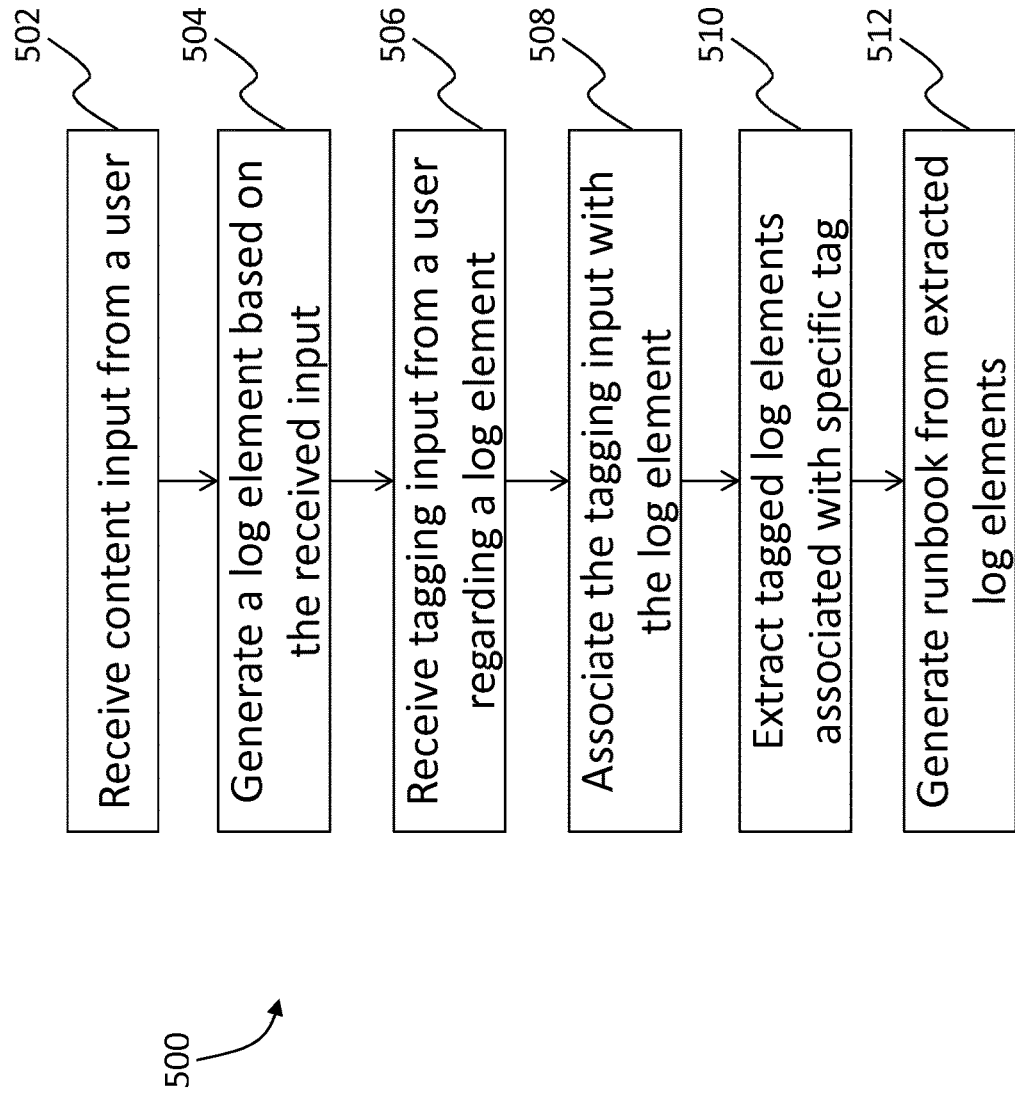 500
502
Receive content input from a user
504
Generate a log element based on
the received input
506
Receive tagging input from a user
regarding a log element
508
Associate the tagging input with
the log element
510
Extract tagged log elements
associated with specific tag
512
Generate runbook from extracted
log elements